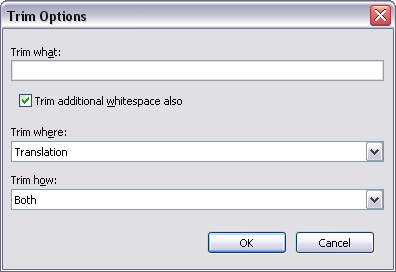 Trim Options
Trim what:
Trim additional whitespace also
Trim where:
Translation
Trim how:
Both
OK
Cancel